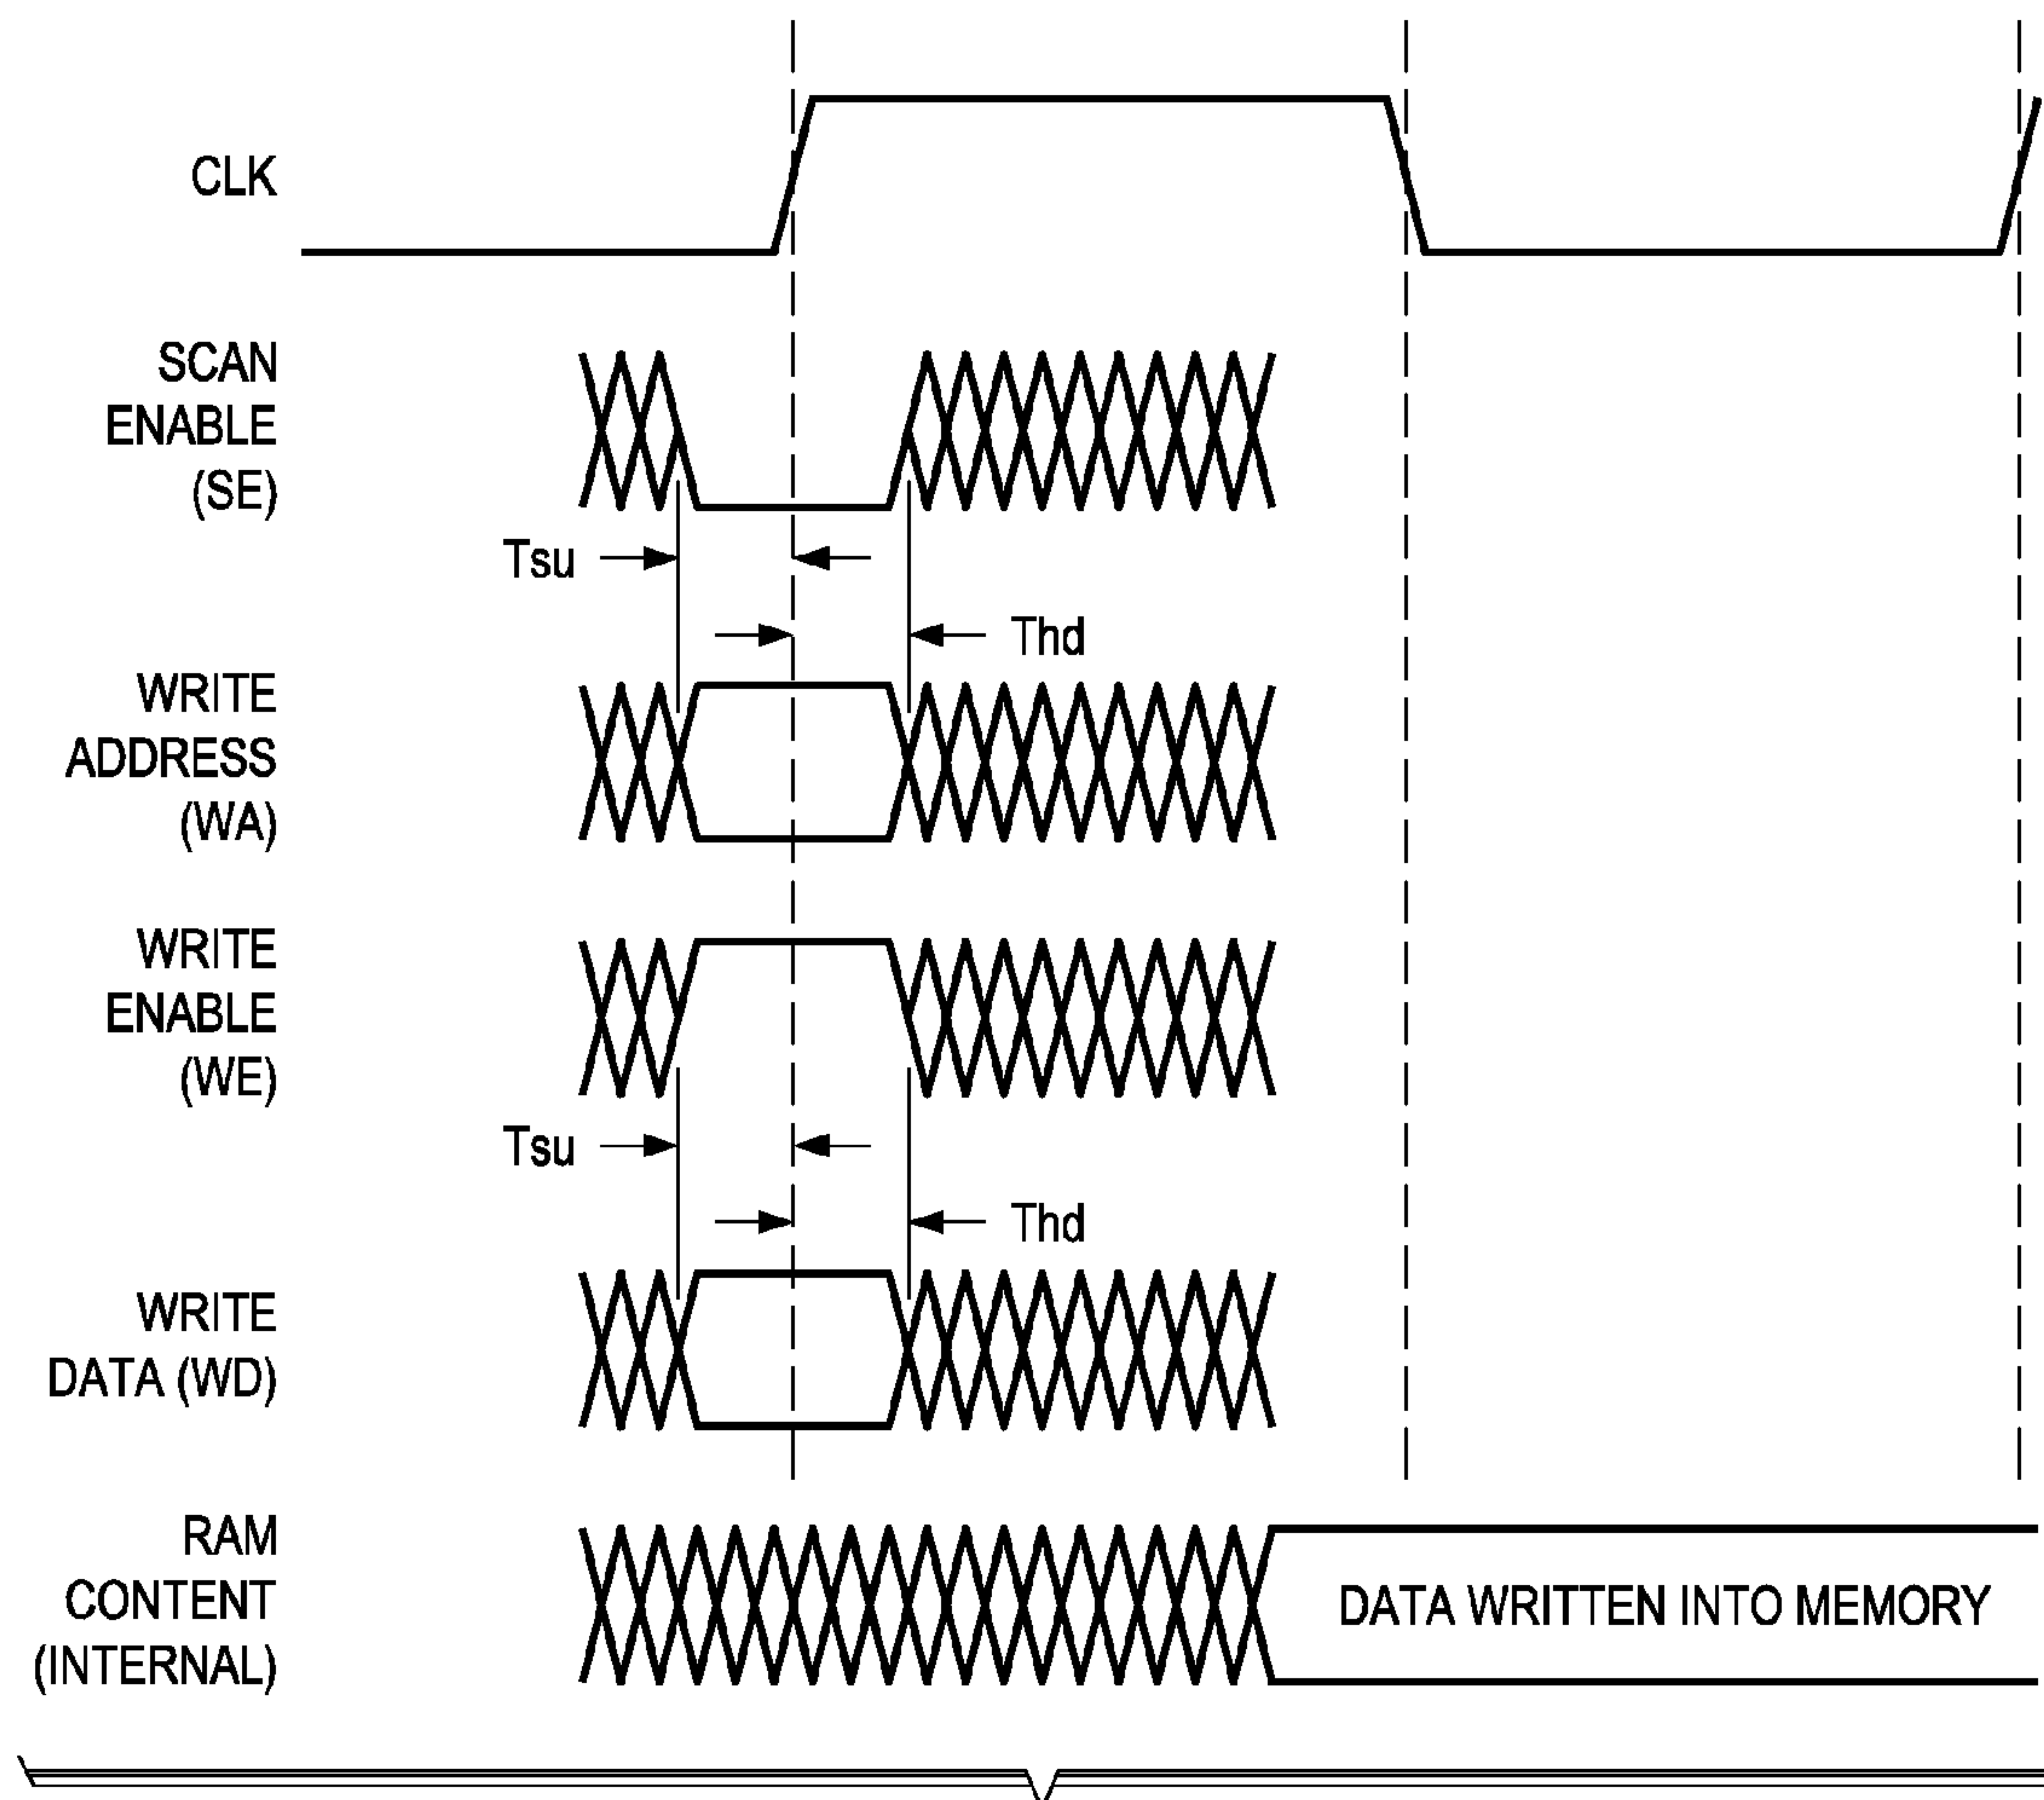 CLK
SCAN
ENABLE
(SE)
Tsu
Thd
WRITE
ADDRESS
(WA)
WRITE
ENABLE
(WE)
Tsu
Thd
WRITE
DATA (WD)
RAM
CONTENT
(INTERNAL)
DATA WRITTEN INTO MEMORY